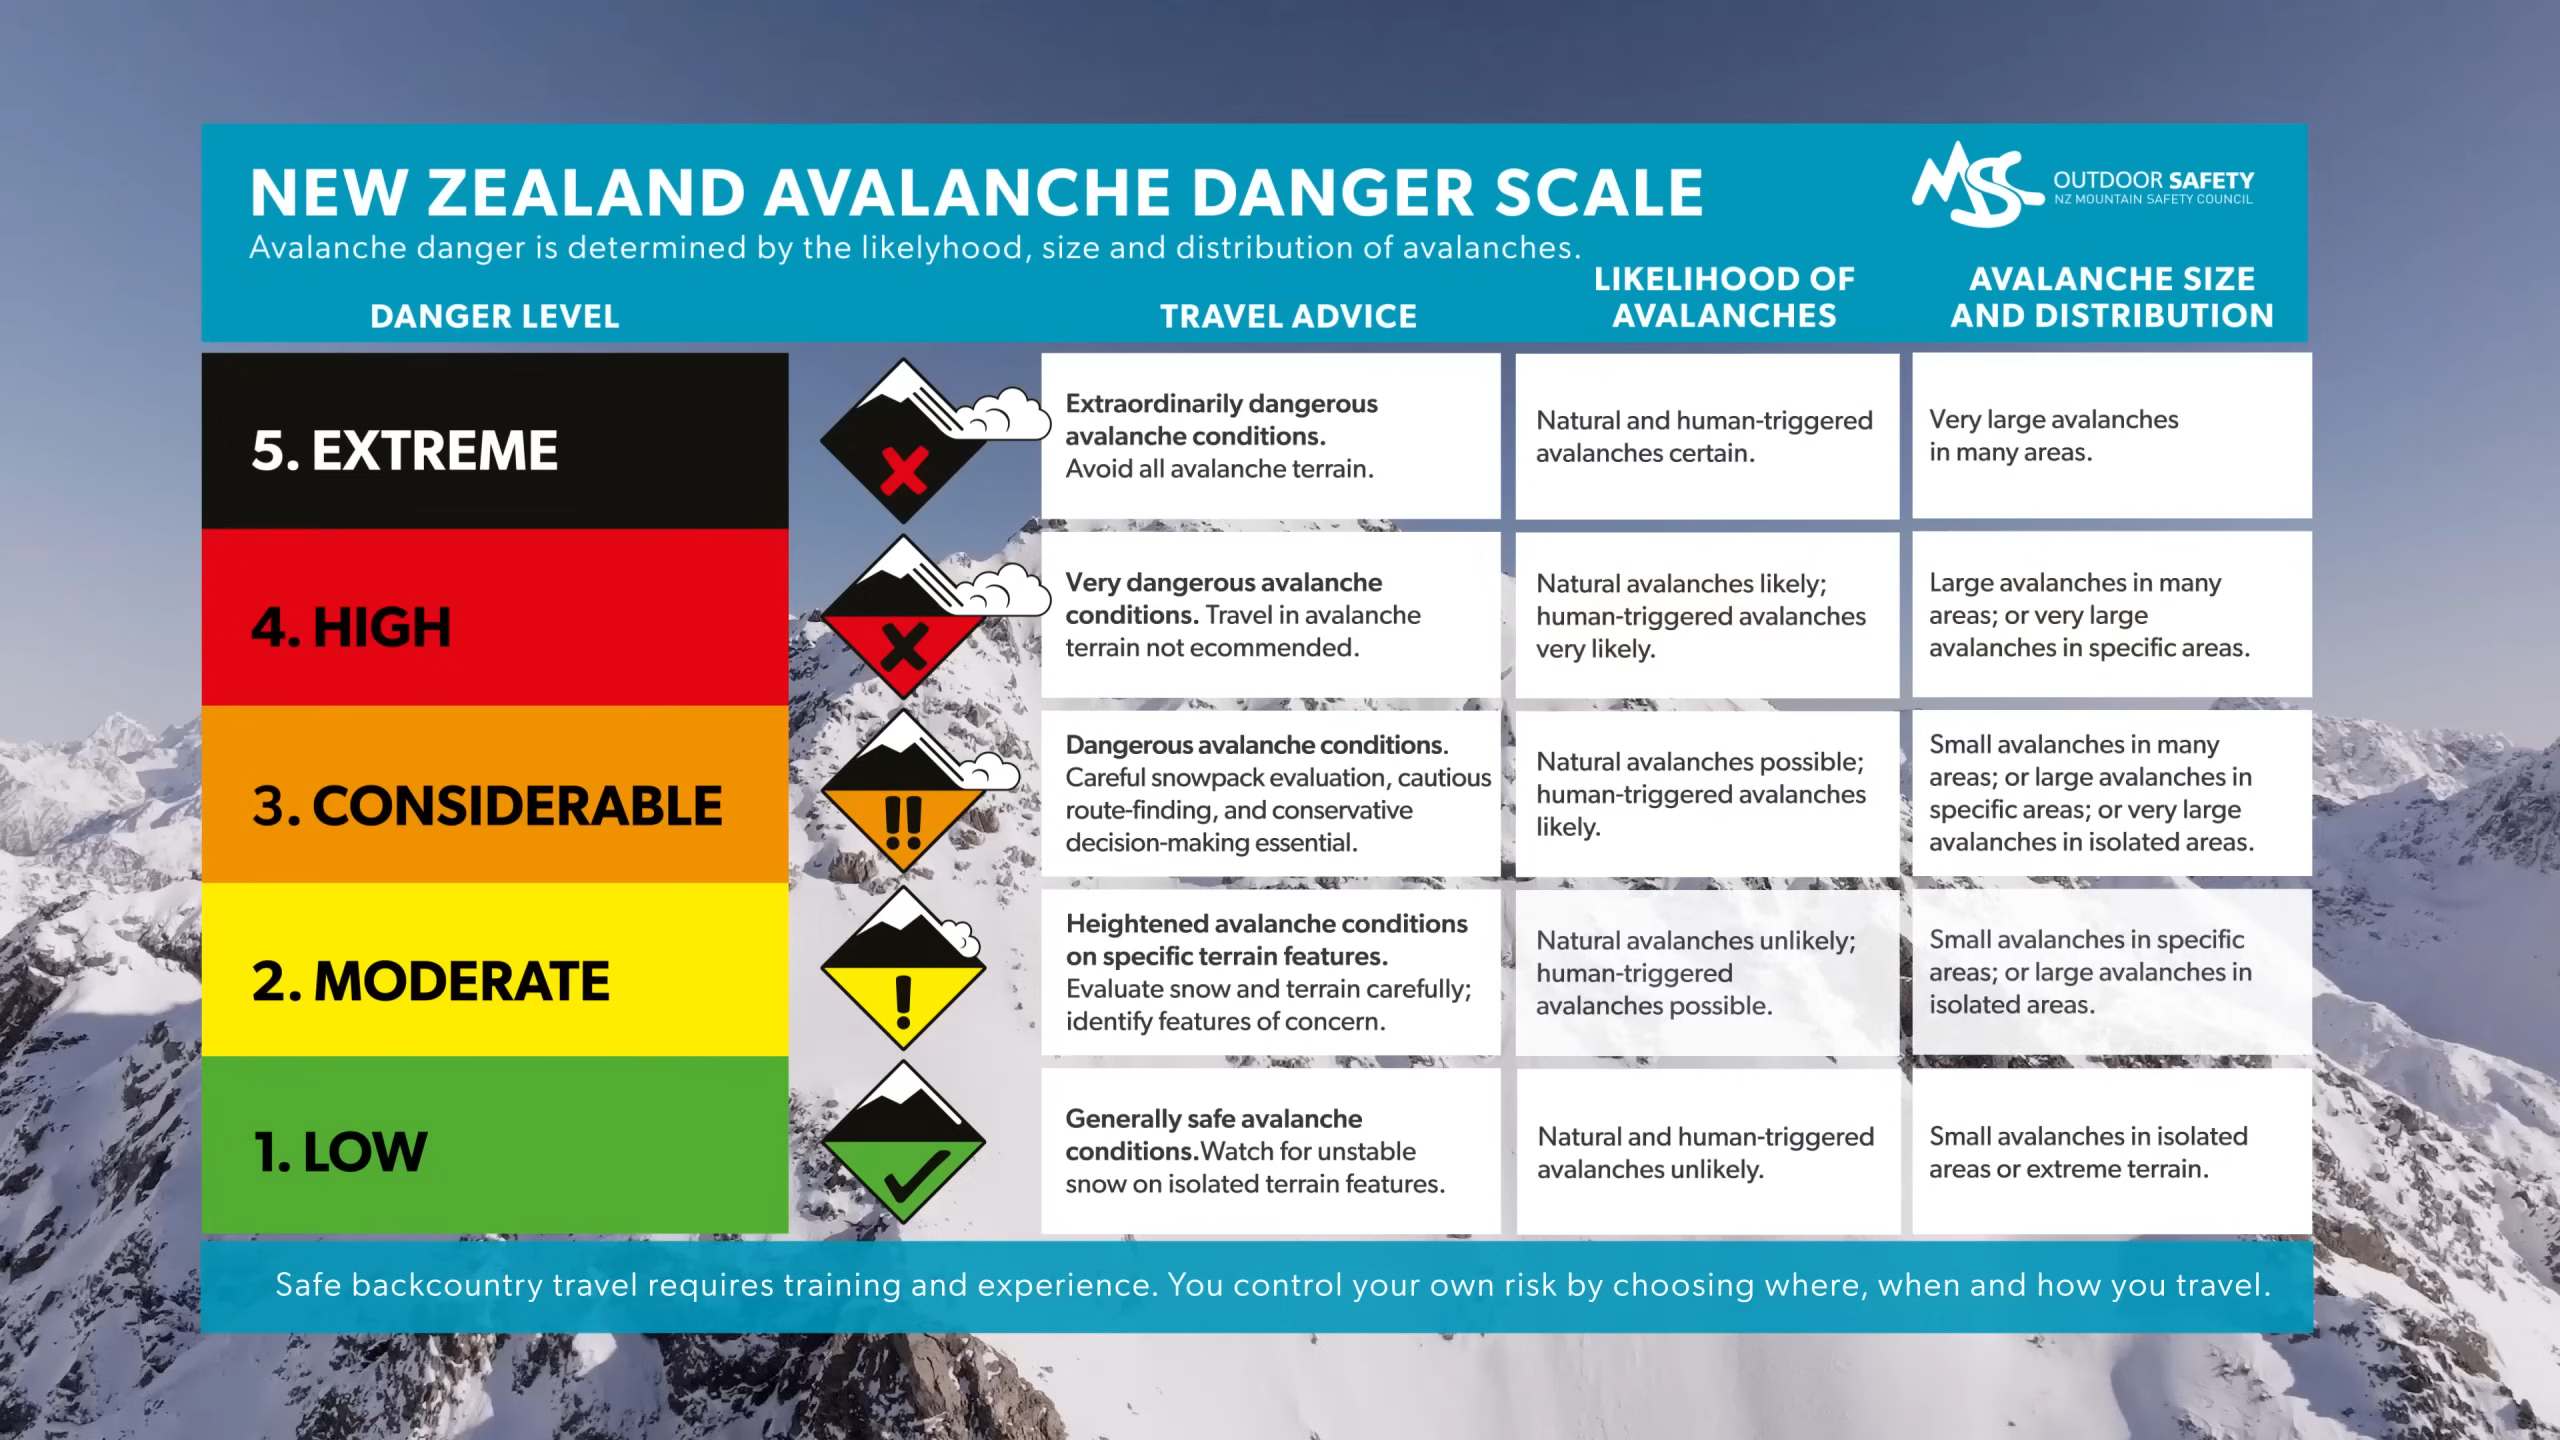 NEW ZEALAND AVALANCHE DANGER SCALE
Avalanche danger is determined by the likelyhood, size and distribution of avalanches.
MSC
OUTDOOR SAFETY
NZ MOUNTAIN SAFETY COUNCIL
DANGER LEVEL
TRAVEL ADVICE
LIKELIHOOD OF
AVALANCHES
AVALANCHE SIZE
AND DISTRIBUTION
5. EXTREME
Extraordinarily dangerous
avalanche conditions.
Avoid all avalanche terrain.
Natural and human-triggered
avalanches certain.
Very large avalanches
in many areas.
4. HIGH
Very dangerous avalanche
conditions. Travel in avalanche
terrain not ecommended.
Natural avalanches likely;
human-triggered avalanches
very likely.
Large avalanches in many
areas; or very large
avalanches in specific areas.
3. CONSIDERABLE
!!
Dangerous avalanche conditions.
Careful snowpack evaluation, cautious
route-finding, and conservative
decision-making essential.
Natural avalanches possible;
human-triggered avalanches
likely.
Small avalanches in many
areas; or large avalanches in
specific areas; or very large
avalanches in isolated areas.
2. MODERATE
!
Heightened avalanche conditions
on specific terrain features.
Evaluate snow and terrain carefully;
identify features of concern.
Natural avalanches unlikely;
human-triggered
avalanches possible.
Small avalanches in specific
areas; or large avalanches in
isolated areas.
1. LOW
Generally safe avalanche
conditions.Watch for unstable
snow on isolated terrain features.
Natural and human-triggered
avalanches unlikely.
Small avalanches in isolated
areas or extreme terrain.
Safe backcountry travel requires training and experience. You control your own risk by choosing where, when and how you travel.